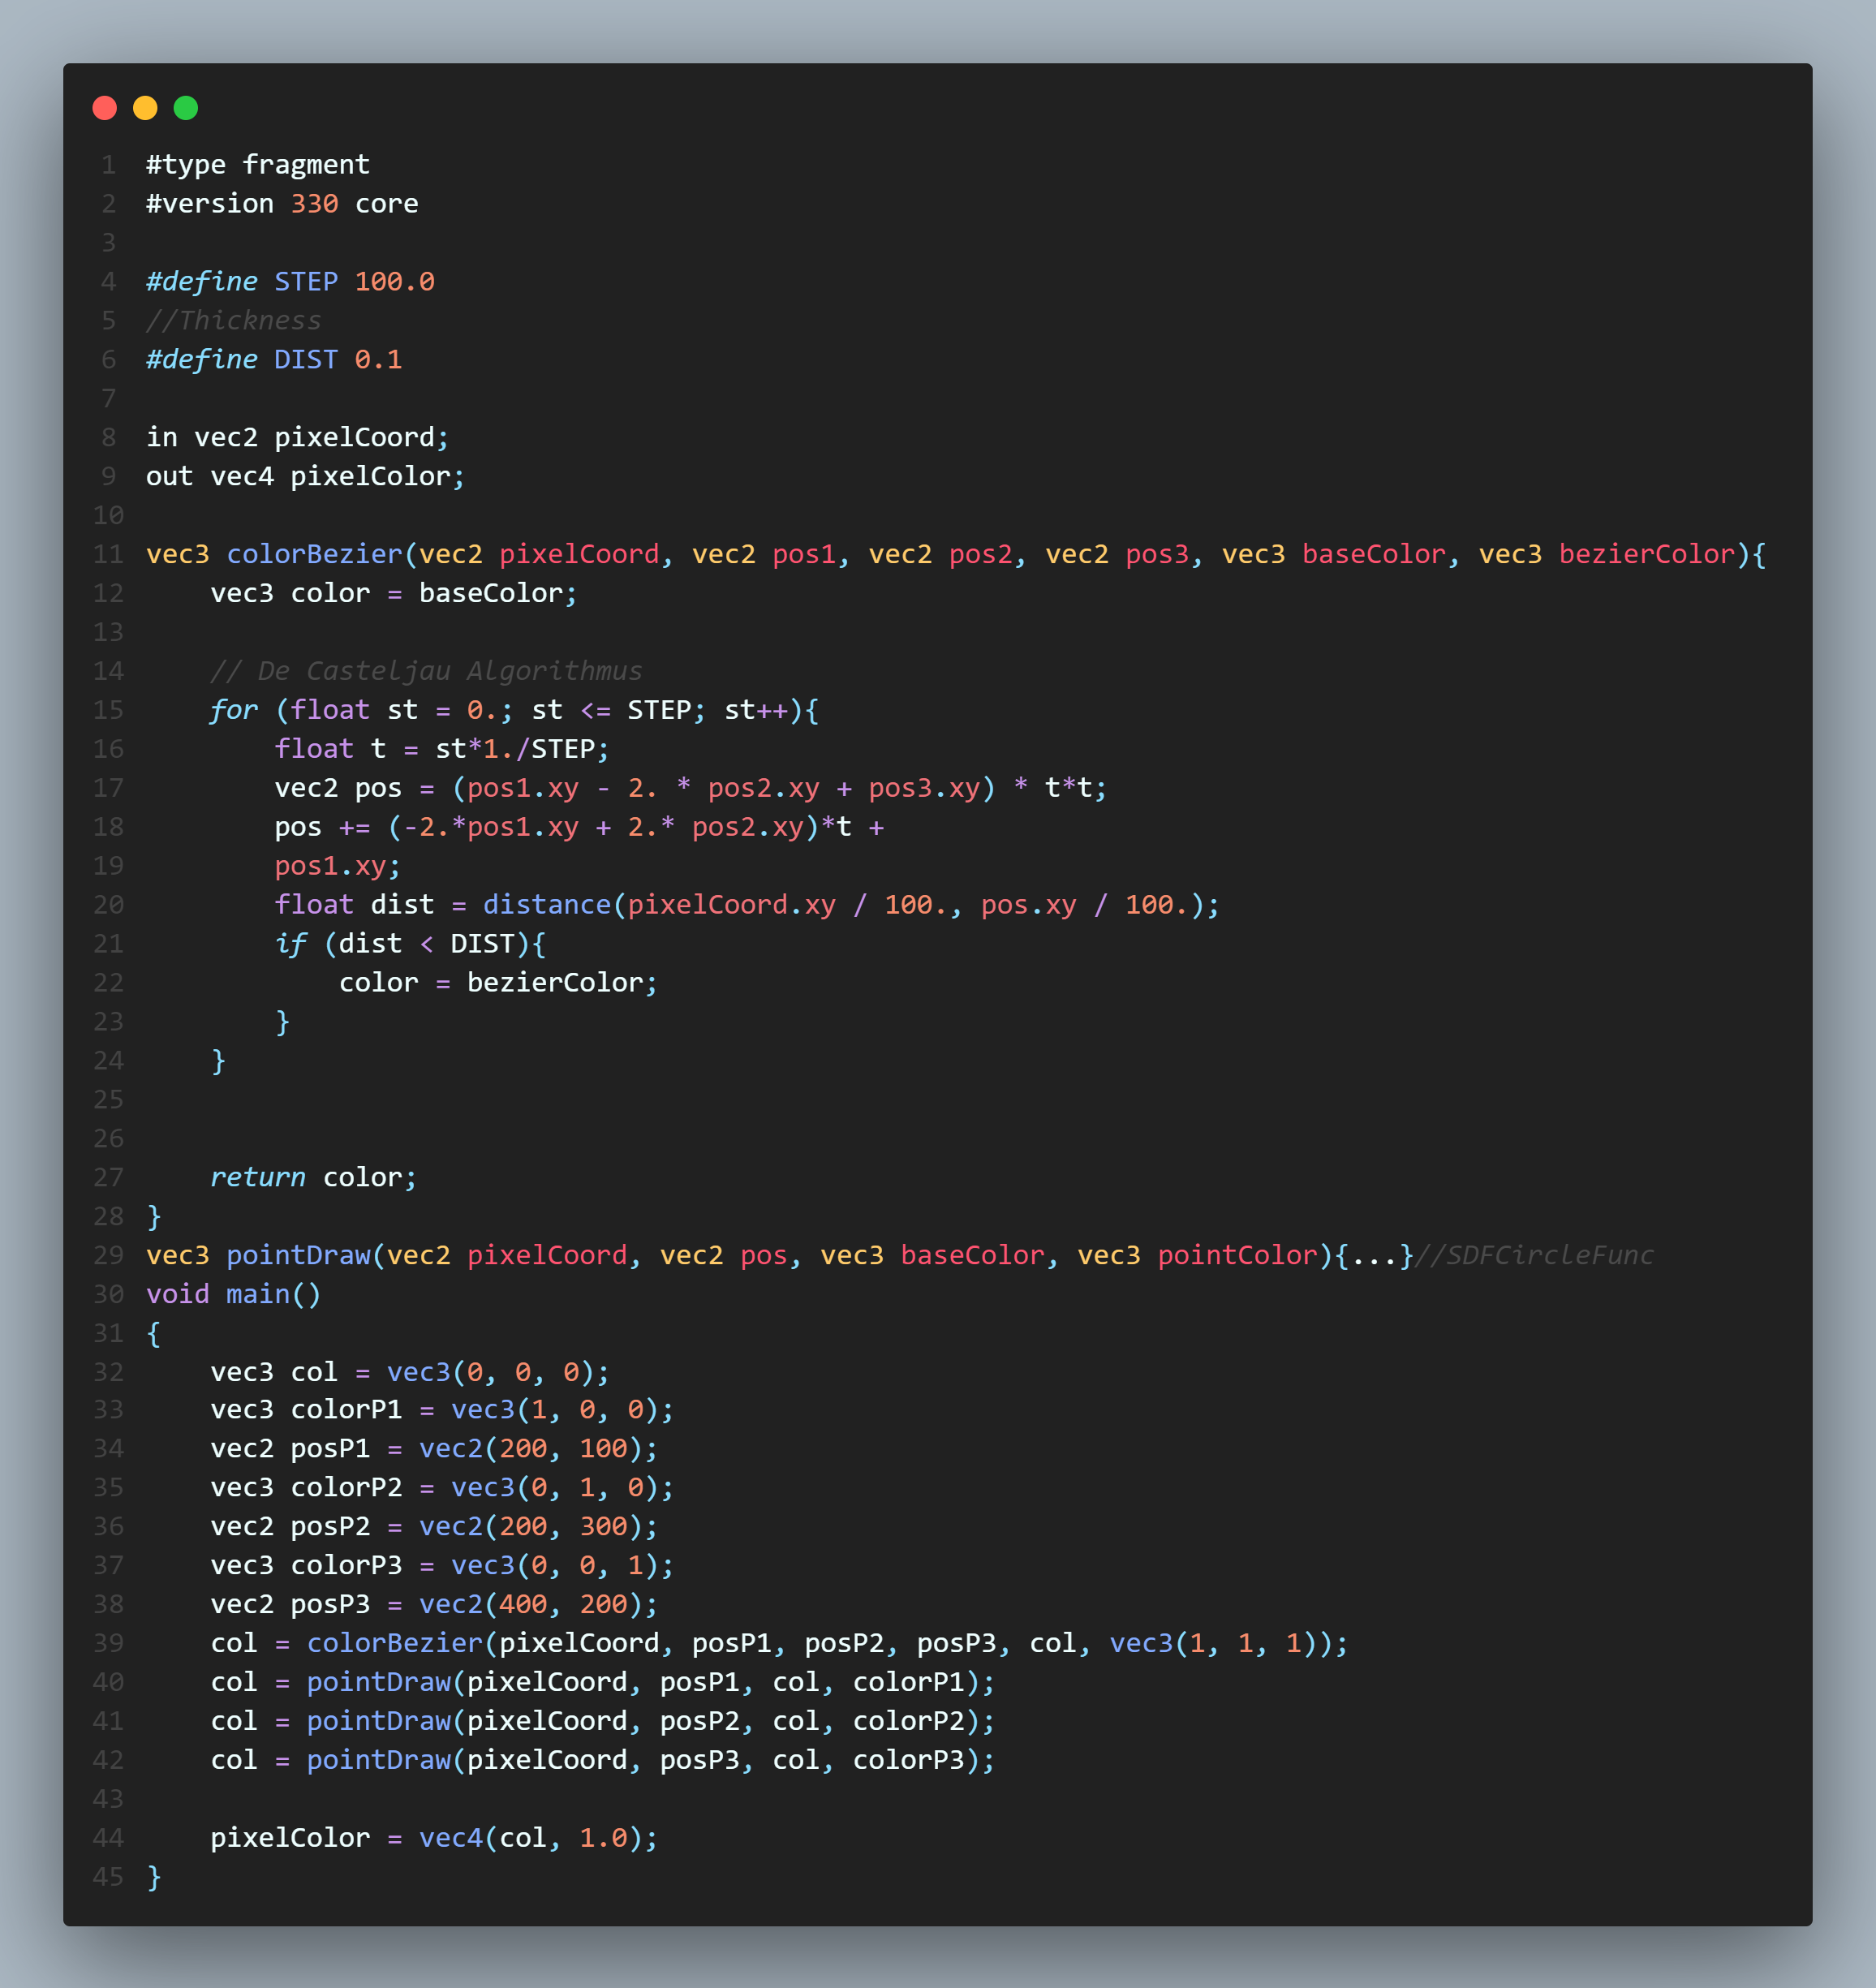 1 #type fragment
2 #version 330 core
3
4 #define STEP 100.0
5 //Thickness
6 #define DIST 0.1
7
8 in vec2 pixelCoord;
9 out vec4 pixelColor;
10
11 vec3 colorBezier(vec2 pixelCoord, vec2 pos1, vec2 pos2, vec2 pos3, vec3 baseColor, vec3 bezierColor){
12     vec3 color = baseColor;
13
14     // De Casteljau Algorithmus
15     for (float st = 0.; st <= STEP; st++){
16         float t = st*1./STEP;
17         vec2 pos = (pos1.xy - 2. * pos2.xy + pos3.xy) * t*t;
18         pos += (-2.*pos1.xy + 2.* pos2.xy)*t +
19         pos1.xy;
20         float dist = distance(pixelCoord.xy / 100., pos.xy / 100.);
21         if (dist < DIST){
22             color = bezierColor;
23         }
24     }
25
26
27     return color;
28 }
29 vec3 pointDraw(vec2 pixelCoord, vec2 pos, vec3 baseColor, vec3 pointColor){...}//SDFCircleFunc
30 void main()
31 {
32     vec3 col = vec3(0, 0, 0);
33     vec3 colorP1 = vec3(1, 0, 0);
34     vec2 posP1 = vec2(200, 100);
35     vec3 colorP2 = vec3(0, 1, 0);
36     vec2 posP2 = vec2(200, 300);
37     vec3 colorP3 = vec3(0, 0, 1);
38     vec2 posP3 = vec2(400, 200);
39     col = colorBezier(pixelCoord, posP1, posP2, posP3, col, vec3(1, 1, 1));
40     col = pointDraw(pixelCoord, posP1, col, colorP1);
41     col = pointDraw(pixelCoord, posP2, col, colorP2);
42     col = pointDraw(pixelCoord, posP3, col, colorP3);
43
44     pixelColor = vec4(col, 1.0);
45 }